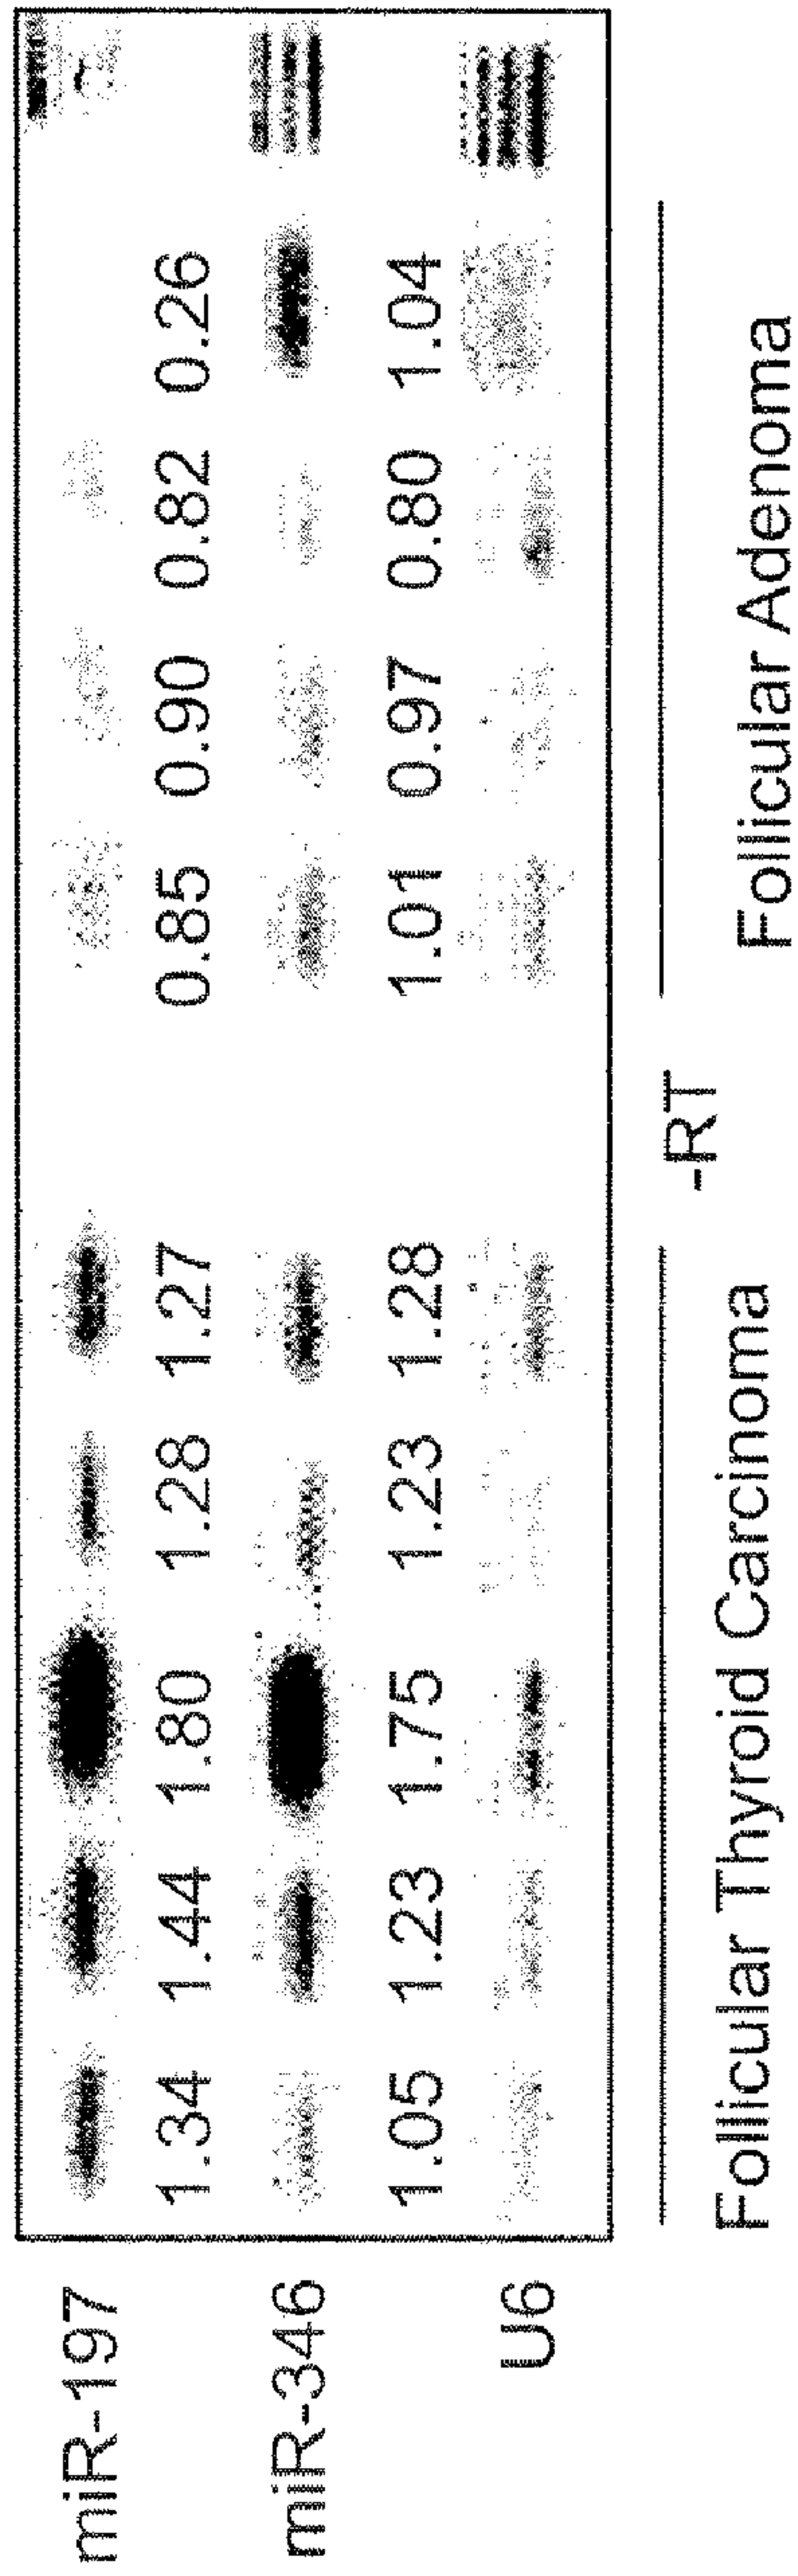 miR-197
1.34 1.44 1.80 1.28 1.27 0.85 0.90 0.82 0.26
miR-346
1.05 1.23 1.75 1.23 1.28 1.01 0.97 0.80 1.04
U6
-RT
Follicular Thyroid Carcinoma Follicular Adenoma